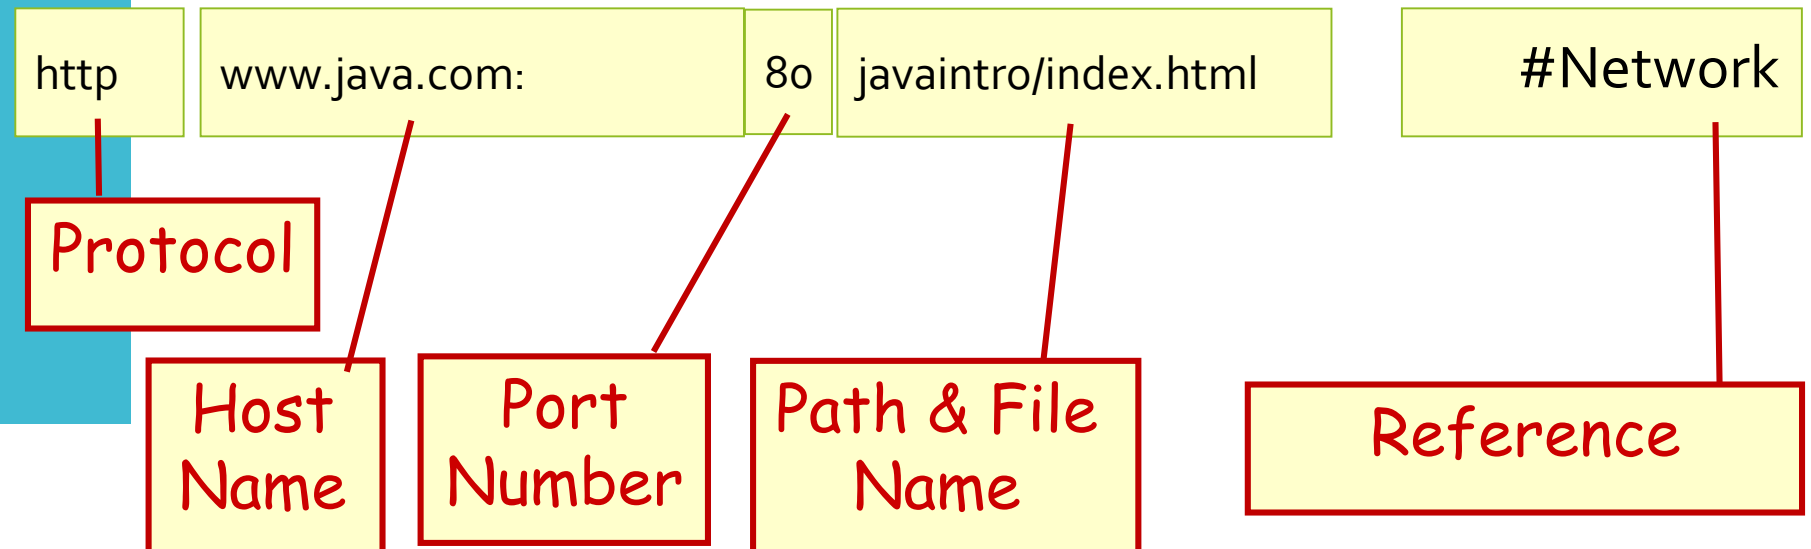 http www.java.com: 80 javaintro/index.html #Network
Protocol
Host
Name
Port
Number
Path & File
Name
Reference